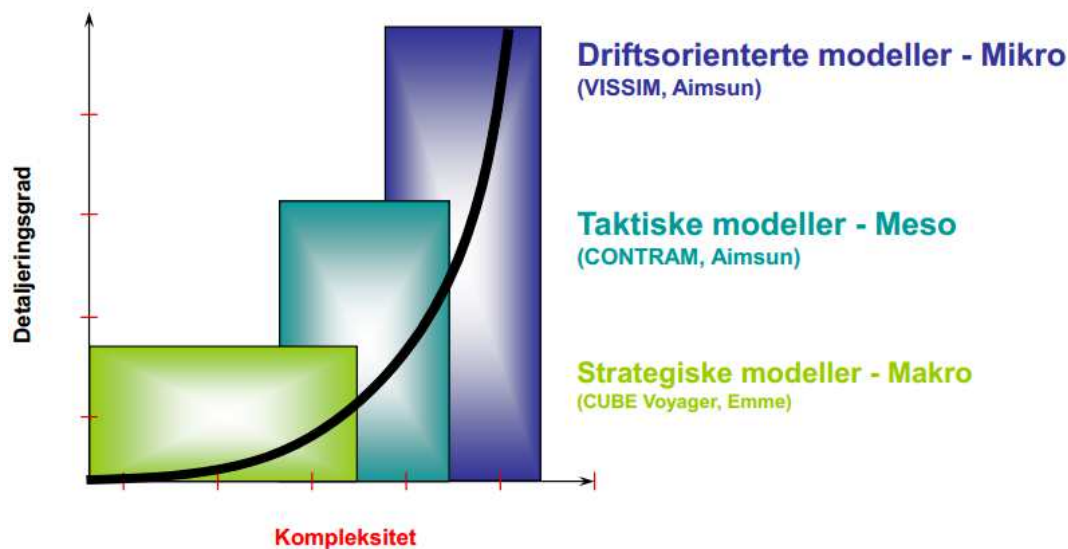 Driftsorienterte modeller - Mikro
(VISSIM, Aimsun)
Taktiske modeller - Meso
(CONTRAM, Aimsun)
Strategiske modeller - Makro
(CUBE Voyager, Emme)
Detaljeringsgrad
Kompleksitet